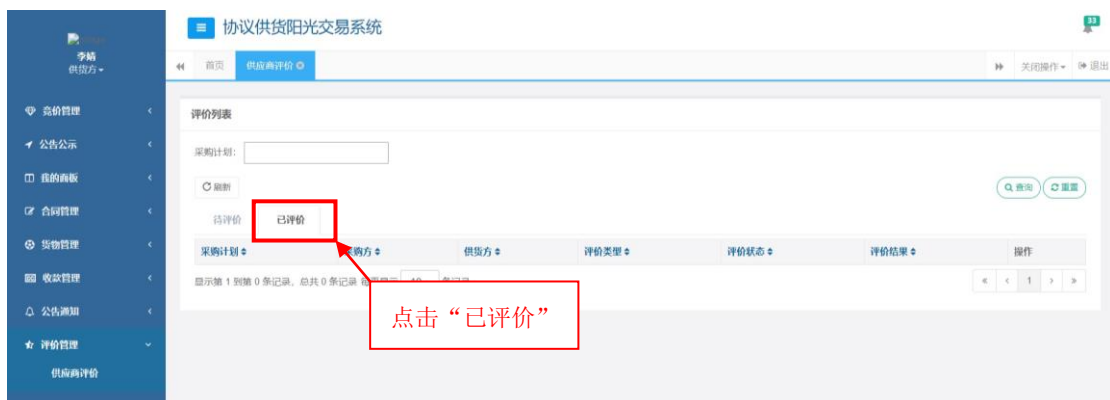 协议供货阳光交易系统
33
李婧
供货方
首页
供应商评价
关闭操作
退出
竞价管理
公告公示
我的面板
合同管理
货物管理
收款管理
公告通知
评价管理
供应商评价
评价列表
采购计划：
刷新
查询
重置
待评价
已评价
采购计划
采购方
供货方
评价类型
评价状态
评价结果
操作
显示第 1 到第 0 条记录，总共 0 条记录
1
点击“已评价”